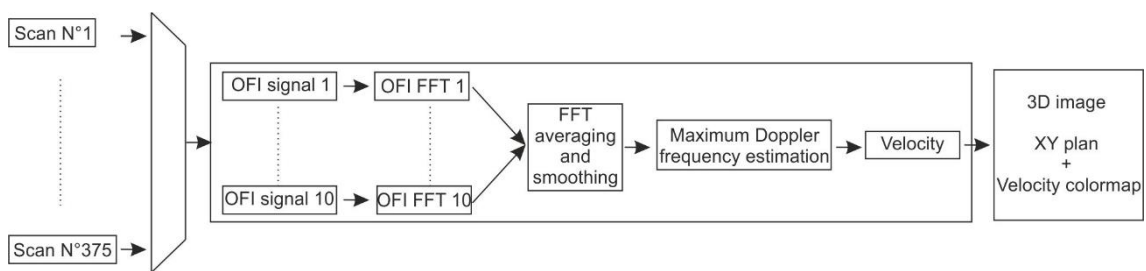 Scan N°1
Scan N°375
OFI signal 1
OFI FFT 1
OFI signal 10
OFI FFT 10
FFT
averaging
and
smoothing
Maximum Doppler
frequency estimation
Velocity
3D image
XY plan
+
Velocity colormap